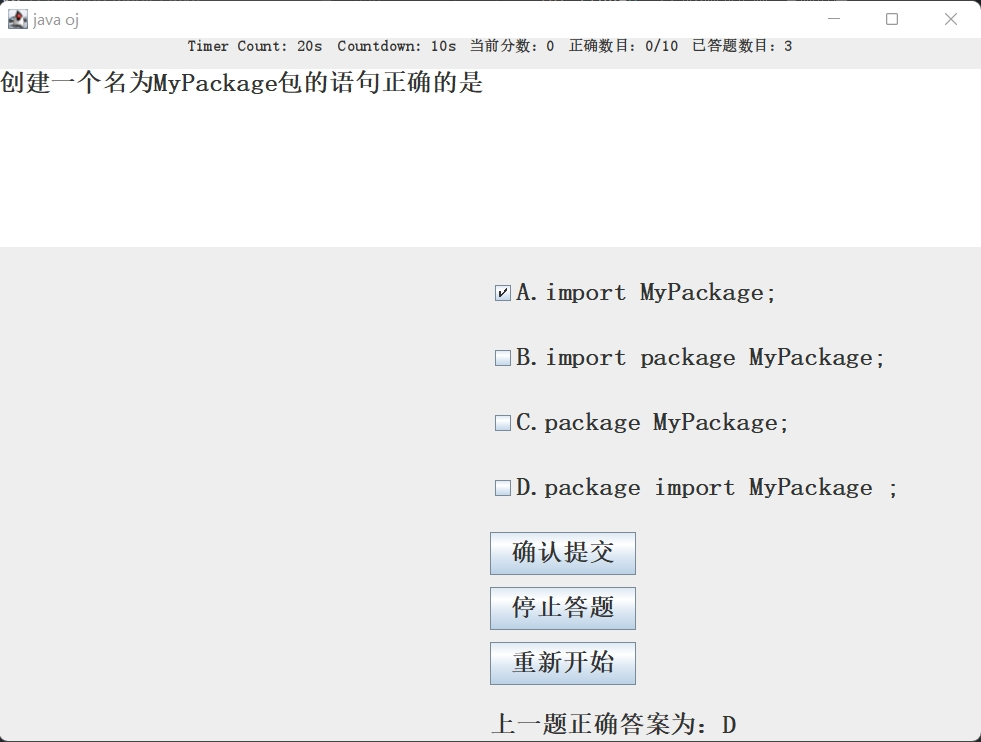 java oj
Timer Count: 20s Countdown: 10s 当前分数: 0 正确数目: 0/10 已答题数目: 3
创建一个名为MyPackage包的语句正确的是
A. import MyPackage;
B. import package MyPackage;
C. package MyPackage;
D. package import MyPackage ;
确认提交
停止答题
重新开始
上一题正确答案为: D